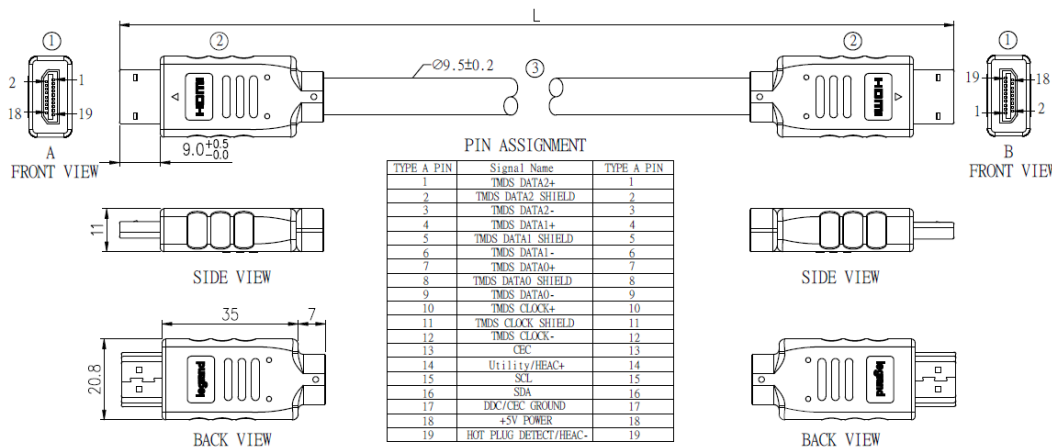 L
① ② ② ①
Ø9.5±0.2 ③
2 1
18 19
19 18
1 2
A
FRONT VIEW
B
FRONT VIEW
HDMI
HDMI
9.0 +0.5 -0.0
PIN ASSIGNMENT
TYPE A PIN Signal Name TYPE A PIN
1 TMDS DATA2+ 1
2 TMDS DATA2 SHIELD 2
3 TMDS DATA2- 3
4 TMDS DATA1+ 4
5 TMDS DATA1 SHIELD 5
6 TMDS DATA1- 6
7 TMDS DATA0+ 7
8 TMDS DATA0 SHIELD 8
9 TMDS DATA0- 9
10 TMDS CLOCK+ 10
11 TMDS CLOCK SHIELD 11
12 TMDS CLOCK- 12
13 CEC 13
14 Utility/HEAC+ 14
15 SCL 15
16 SDA 16
17 DDC/CEC GROUND 17
18 +5V POWER 18
19 HOT PLUG DETECT/HEAC- 19
11
SIDE VIEW
SIDE VIEW
35 7
20.8
legrand
legrand
BACK VIEW
BACK VIEW